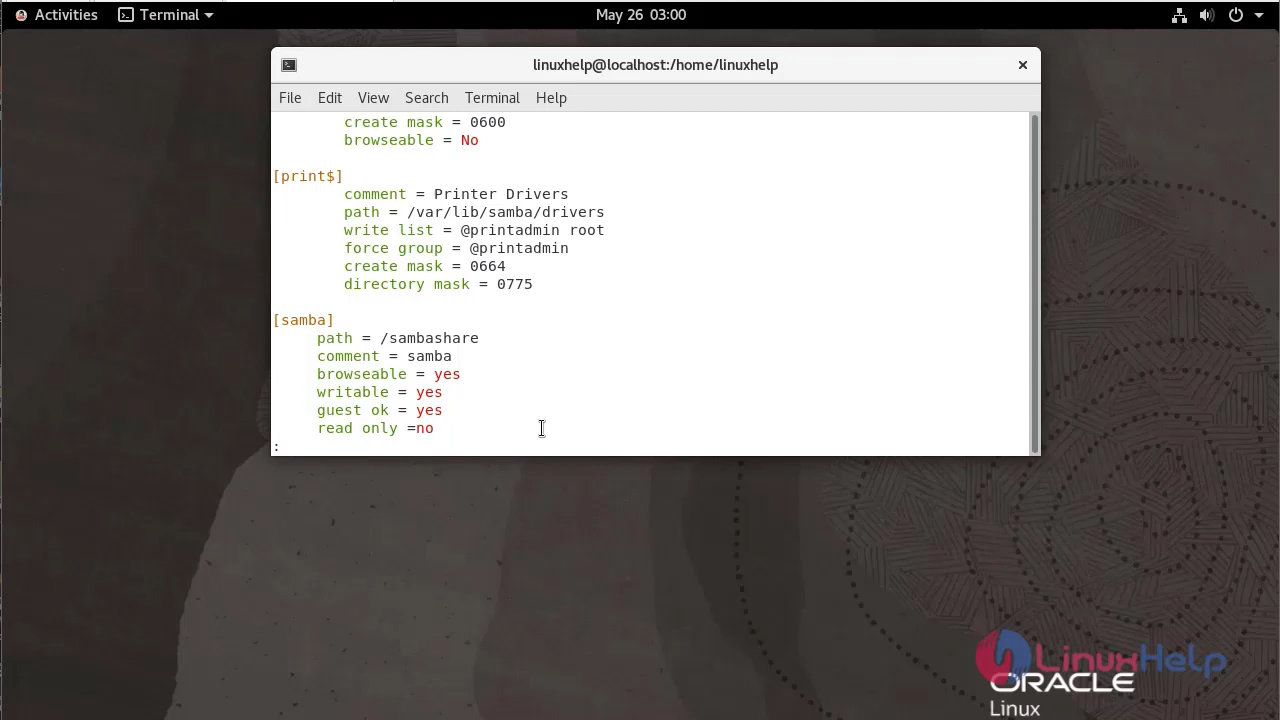 Activities Terminal May 26 03:00
linuxhelp@localhost:/home/linuxhelp
File Edit View Search Terminal Help
create mask = 0600
browseable = No
[print$]
comment = Printer Drivers
path = /var/lib/samba/drivers
write list = @printadmin root
force group = @printadmin
create mask = 0664
directory mask = 0775
[samba]
path = /sambashare
comment = samba
browseable = yes
writable = yes
guest ok = yes
read only =no
:
LinuxHelp
ORACLE
Linux